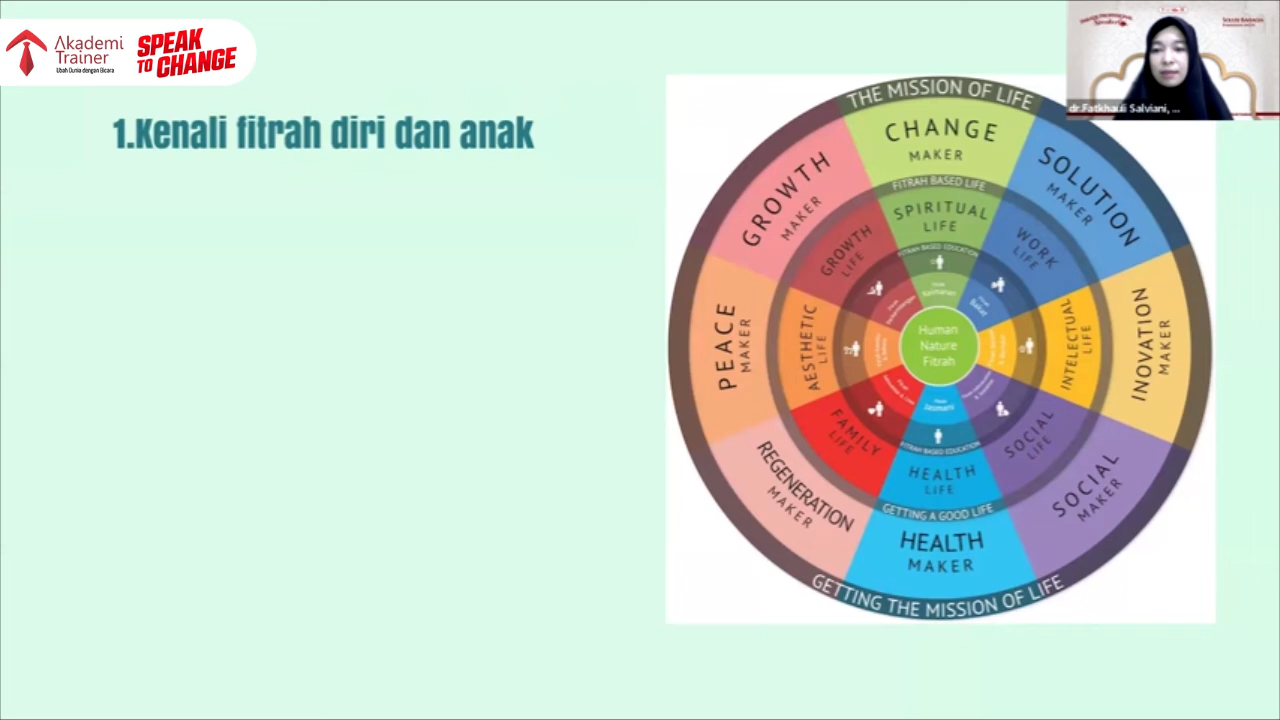 Akademi
Trainer
Ubah Dunia dengan Bicara
SPEAK
TO CHANGE
1.Kenali fitrah diri dan anak
THE MISSION OF LIFE
CHANGE
MAKER
SOLUTION
MAKER
INOVATION
MAKER
SOCIAL
MAKER
HEALTH
MAKER
REGENERATION
MAKER
PEACE
MAKER
GROWTH
MAKER
FITRAH BASED LIFE
SPIRITUAL
LIFE
WORK
LIFE
INTELECTUAL
LIFE
SOCIAL
LIFE
HEALTH
LIFE
FAMILY
LIFE
AESTHETIC
LIFE
GROWTH
LIFE
FITRAH BASED EDUCATION
Human
Nature
Fitrah
Jasmani
FITRAH BASED EDUCATION
GETTING A GOOD LIFE
GETTING THE MISSION OF LIFE
dr.Fatkhauli Salviani, ...